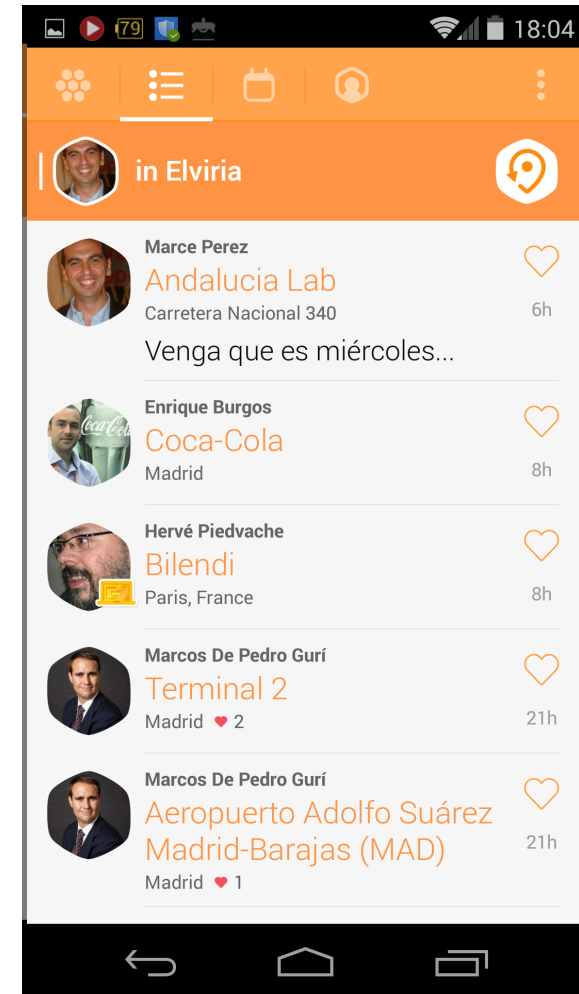 79
18:04
in Elviria
Marce Perez
Andalucia Lab
Carretera Nacional 340
6h
Venga que es miércoles...
Enrique Burgos
Coca-Cola
Coca-Cola
Madrid
8h
Hervé Piedvache
Bilendi
Paris, France
8h
Marcos De Pedro Gurí
Terminal 2
Madrid 2
21h
Marcos De Pedro Gurí
Aeropuerto Adolfo Suárez
Madrid-Barajas (MAD)
21h
Madrid 1